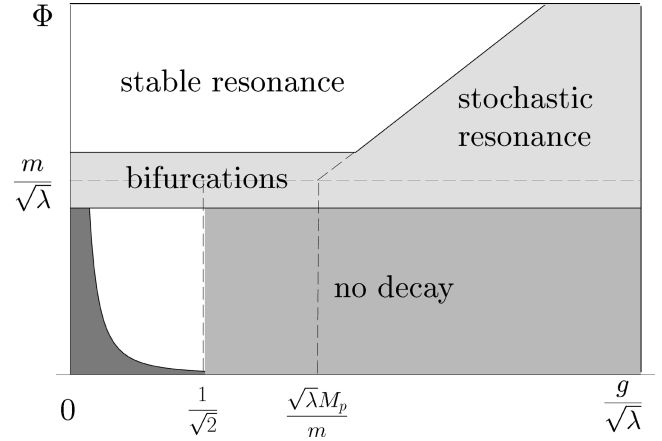 Φ
stable resonance
stochastic
resonance
m
√λ
bifurcations
no decay
0
1
√2
√λM_p
m
g
√λ